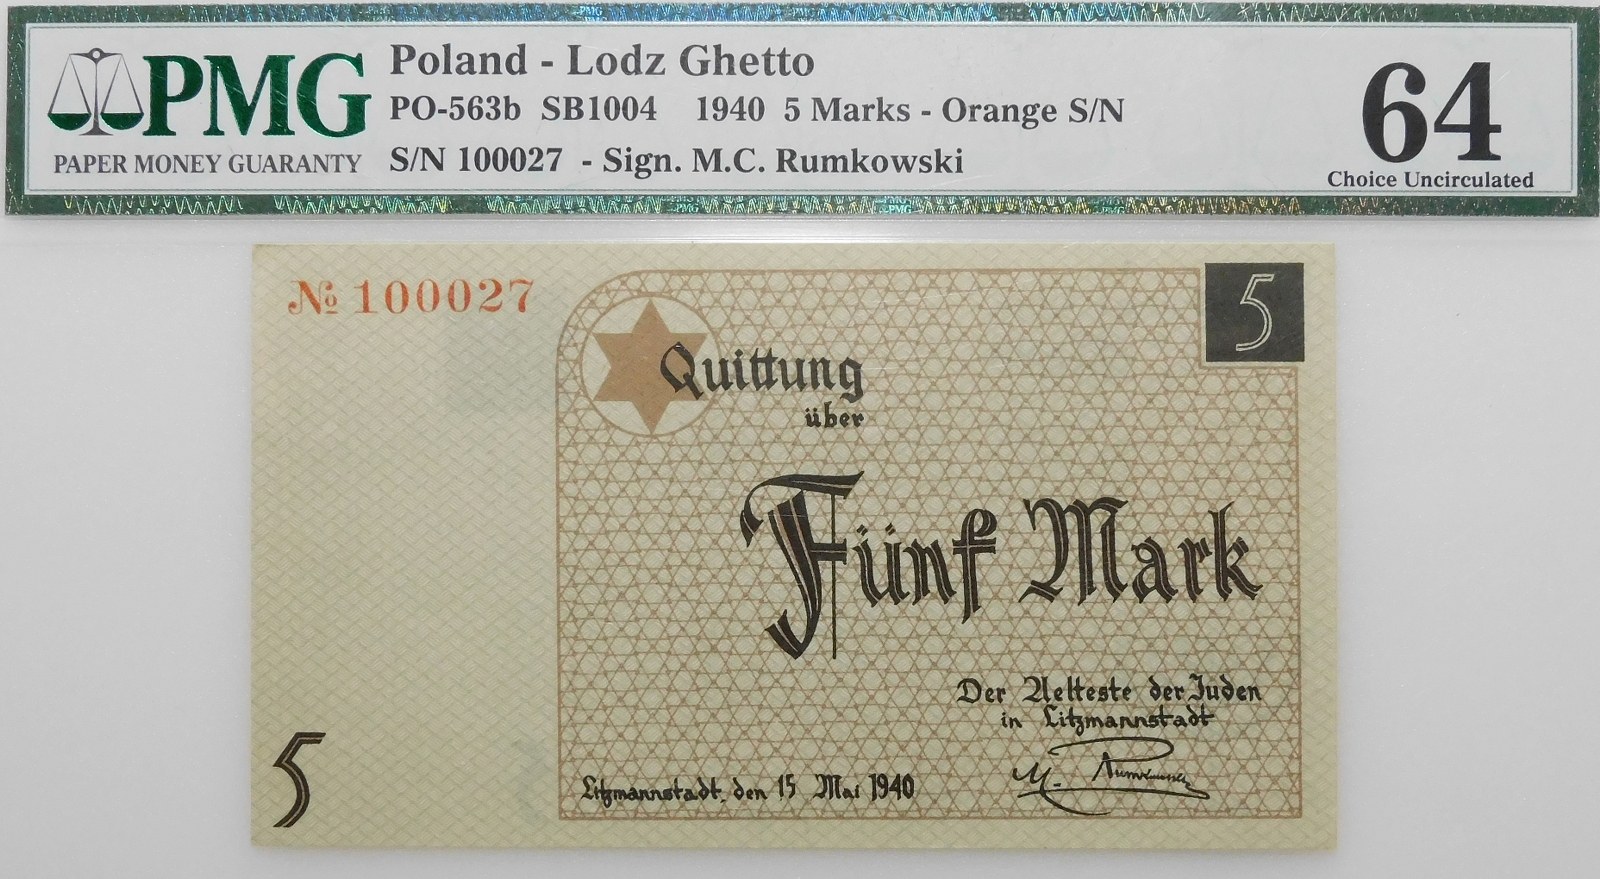 PMG
PAPER MONEY GUARANTY
Poland - Lodz Ghetto
PO-563b SB1004 1940 5 Marks - Orange S/N
S/N 100027 - Sign. M.C. Rumkowski
64
Choice Uncirculated
№ 100027
5
Quittung
über
Fünf Mark
Der Aelteste der Juden
in Litzmannstadt
M. Rumkowski
Litzmannstadt, den 15 Mai 1940
5